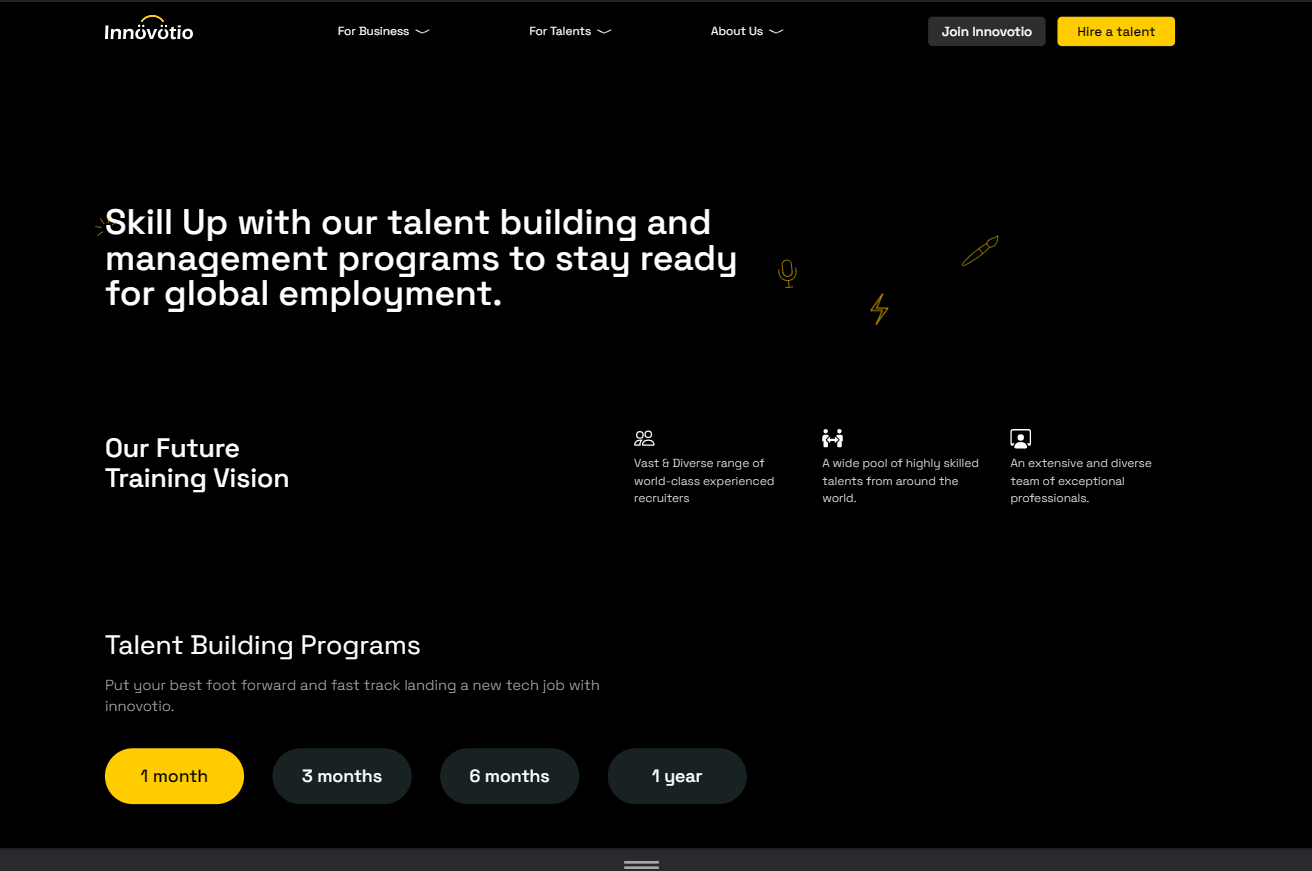 Innövötio
For Business
For Talents
About Us
Join Innovotio
Hire a talent
Skill Up with our talent building and
management programs to stay ready
for global employment.
Our Future
Training Vision
Vast & Diverse range of
world-class experienced
recruiters
A wide pool of highly skilled
talents from around the
world.
An extensive and diverse
team of exceptional
professionals.
Talent Building Programs
Put your best foot forward and fast track landing a new tech job with
innovotio.
1 month
3 months
6 months
1 year